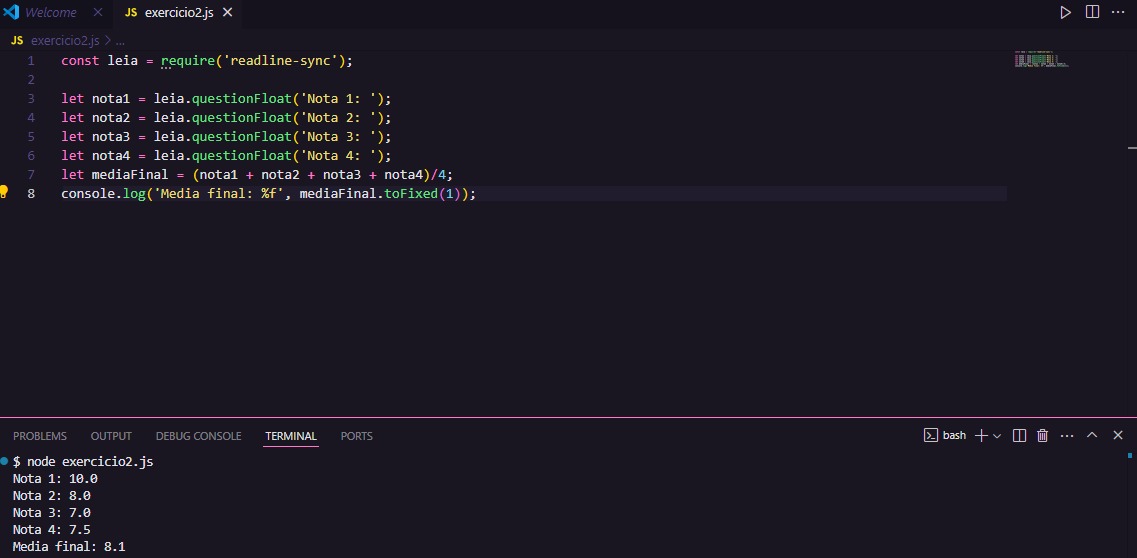 Welcome
JS exercicio2.js
JS exercicio2.js > ...
1 const leia = require('readline-sync');
2
3 let nota1 = leia.questionFloat('Nota 1: ');
4 let nota2 = leia.questionFloat('Nota 2: ');
5 let nota3 = leia.questionFloat('Nota 3: ');
6 let nota4 = leia.questionFloat('Nota 4: ');
7 let mediaFinal = (nota1 + nota2 + nota3 + nota4)/4;
8 console.log('Media final: %f', mediaFinal.toFixed(1));
PROBLEMS OUTPUT DEBUG CONSOLE TERMINAL PORTS
bash
$ node exercicio2.js
Nota 1: 10.0
Nota 2: 8.0
Nota 3: 7.0
Nota 4: 7.5
Media final: 8.1